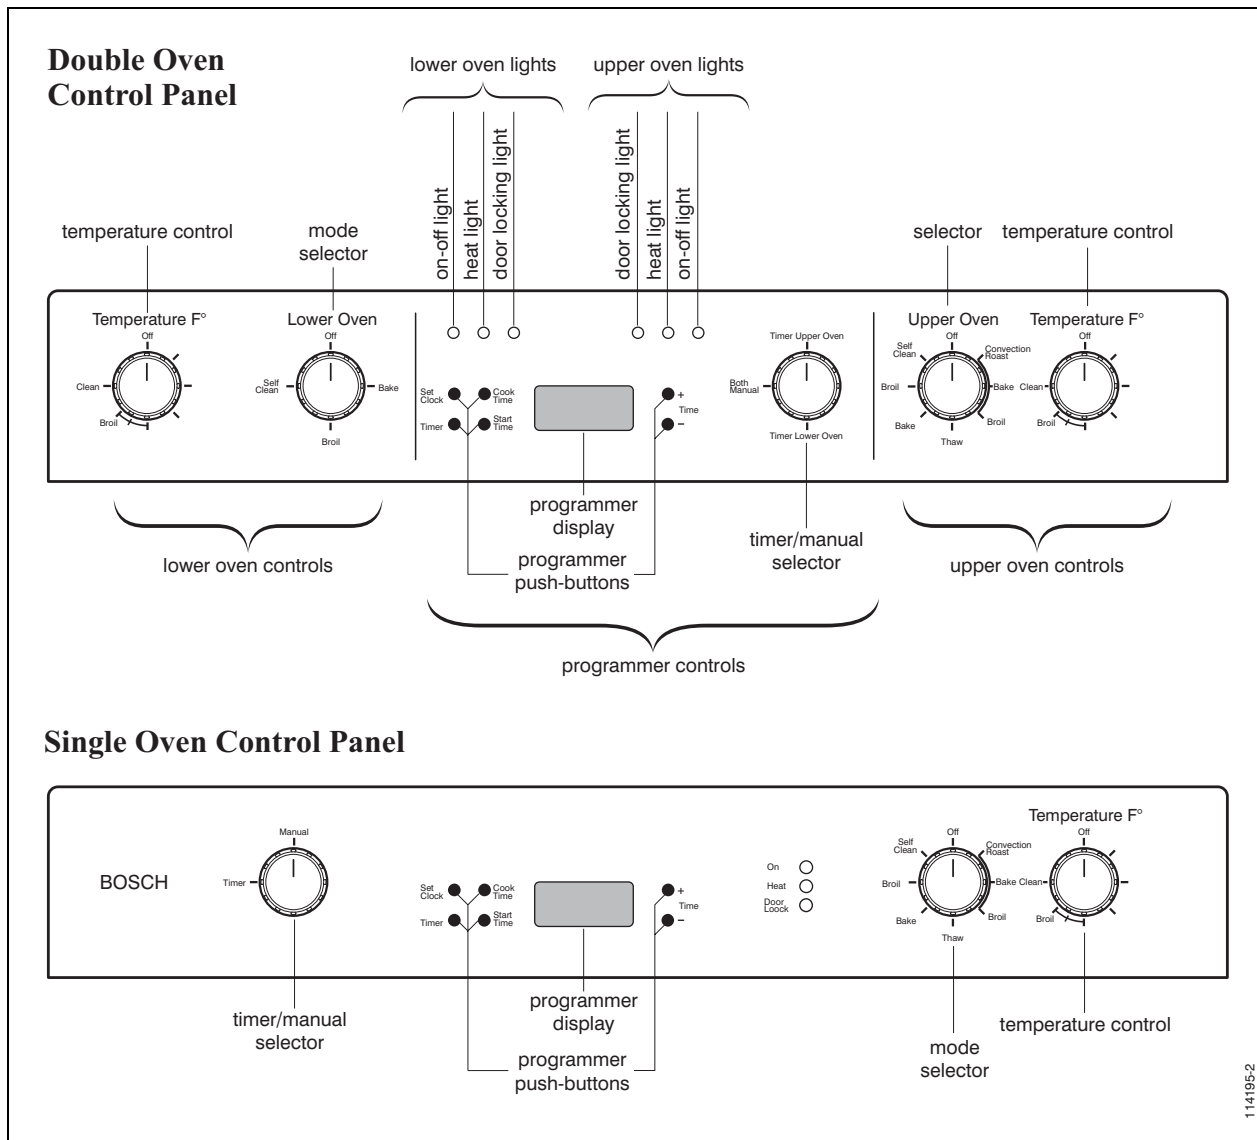 Double Oven
Control Panel
lower oven lights
upper oven lights
on-off light
heat light
door locking light
door locking light
heat light
on-off light
temperature control
mode
selector
selector
temperature control
Temperature F°
Off
Clean
Broil
Lower Oven
Off
Self
Clean
Bake
Broil
Set
Clock
Cook
Time
Timer
Start
Time
+
Time
–
Timer Upper Oven
Both
Manual
Timer Lower Oven
Upper Oven
Off
Self
Clean
Convection
Roast
Broil
Bake
Bake
Broil
Thaw
Temperature F°
Off
Clean
Broil
programmer
display
programmer
push-buttons
timer/manual
selector
lower oven controls
upper oven controls
programmer controls
Single Oven Control Panel
BOSCH
Manual
Timer
Set
Clock
Cook
Time
Timer
Start
Time
+
Time
–
On
Heat
Door
Loock
Off
Self
Clean
Convection
Roast
Broil
Bake
Bake
Broil
Thaw
Temperature F°
Off
Clean
Broil
timer/manual
selector
programmer
display
programmer
push-buttons
mode
selector
temperature control
114195-2